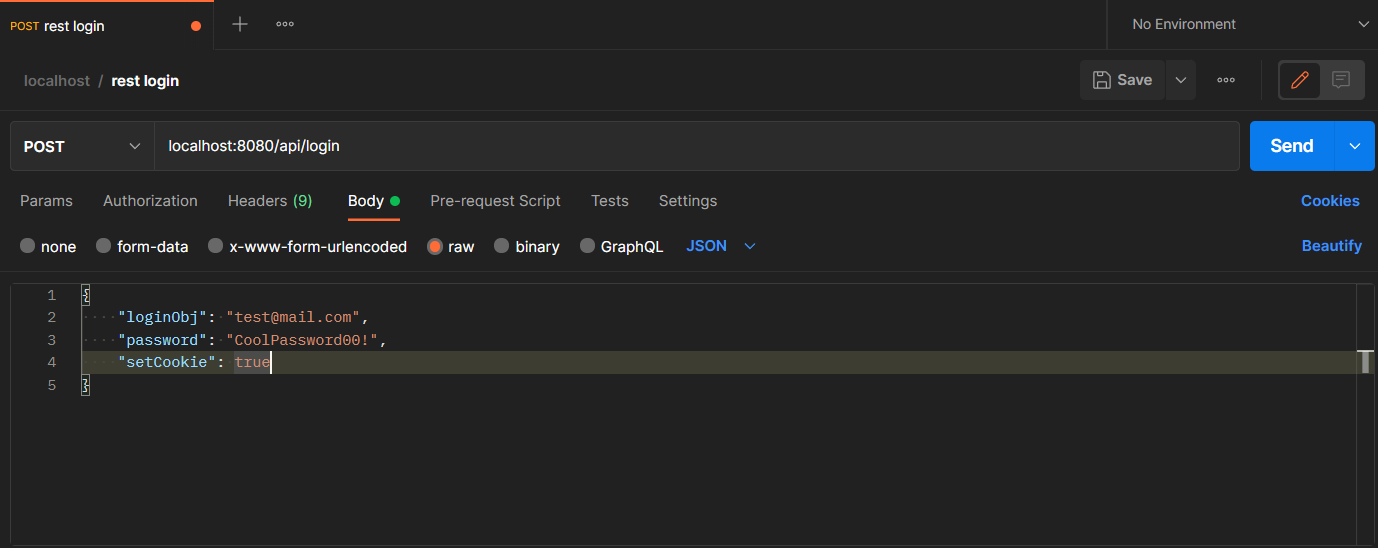 POST rest login
No Environment
localhost / rest login
Save
POST localhost:8080/api/login Send
Params Authorization Headers (9) Body Pre-request Script Tests Settings Cookies
none form-data x-www-form-urlencoded raw binary GraphQL JSON Beautify
1 {
2 "loginObj": "test@mail.com",
3 "password": "CoolPassword00!",
4 "setCookie": true
5 }